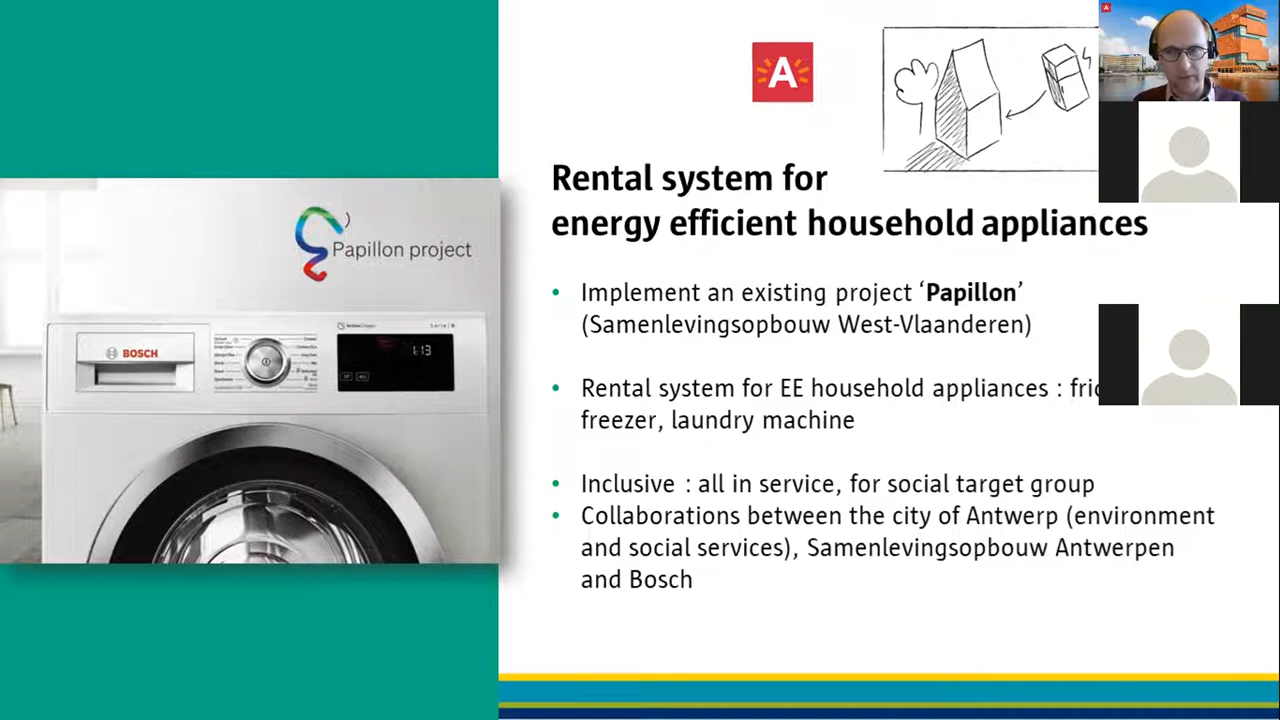 A
Rental system for
energy efficient household appliances
Papillon project
BOSCH
1:13
• Implement an existing project ‘Papillon’
(Samenlevingsopbouw West-Vlaanderen)
• Rental system for EE household appliances :
freezer, laundry machine
• Inclusive : all in service, for social target group
• Collaborations between the city of Antwerp (environment
and social services), Samenlevingsopbouw Antwerpen
and Bosch